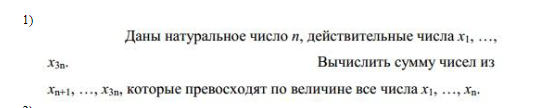 1)
Даны натуральное число n, действительные числа x₁, …,
x₃ₙ. Вычислить сумму чисел из
xₙ₊₁, …, x₃ₙ, которые превосходят по величине все числа x₁, …, xₙ.